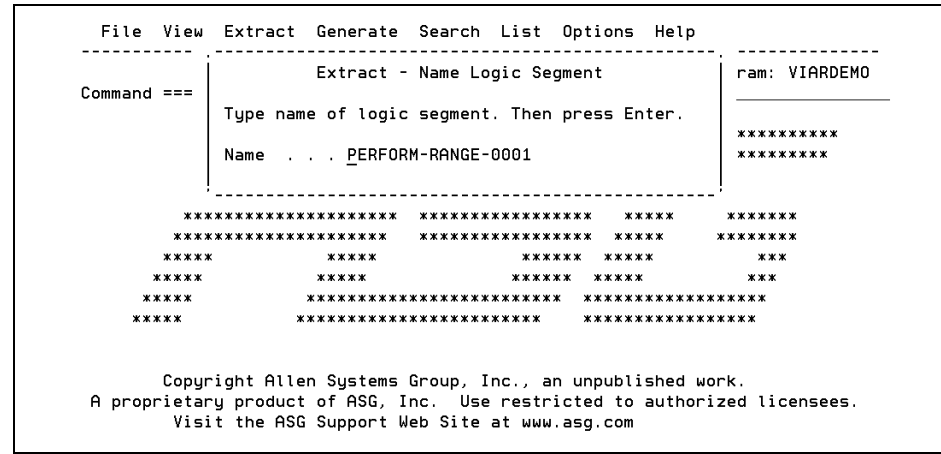 File  View  Extract  Generate  Search  List  Options  Help
Extract - Name Logic Segment
ram: VIARDEMO
Command ===
Type name of logic segment. Then press Enter.
Name  . . . PERFORM-RANGE-0001
Copyright Allen Systems Group, Inc., an unpublished work.
A proprietary product of ASG, Inc.  Use restricted to authorized licensees.
Visit the ASG Support Web Site at www.asg.com